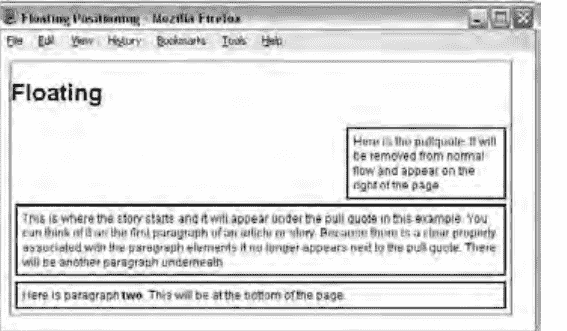 Floating Positioning - Mozilla Firefox
File Edit View History Bookmarks Tools Help
Floating
Here is the pullquote. It will
be removed from normal
flow and appear on the
right of the page.
This is where the story starts and it will appear under the pull quote in this example. You
can think of it as the first paragraph of an article or story. Because there is a clear property
associated with the paragraph elements it no longer appears next to the pull quote. There
will be another paragraph underneath.
Here is paragraph two. This will be at the bottom of the page.